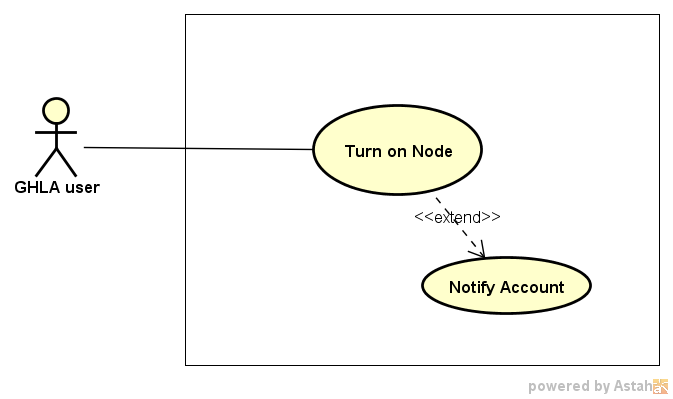 Turn on Node
GHLA user
<<extend>>
Notify Account
powered by Astah